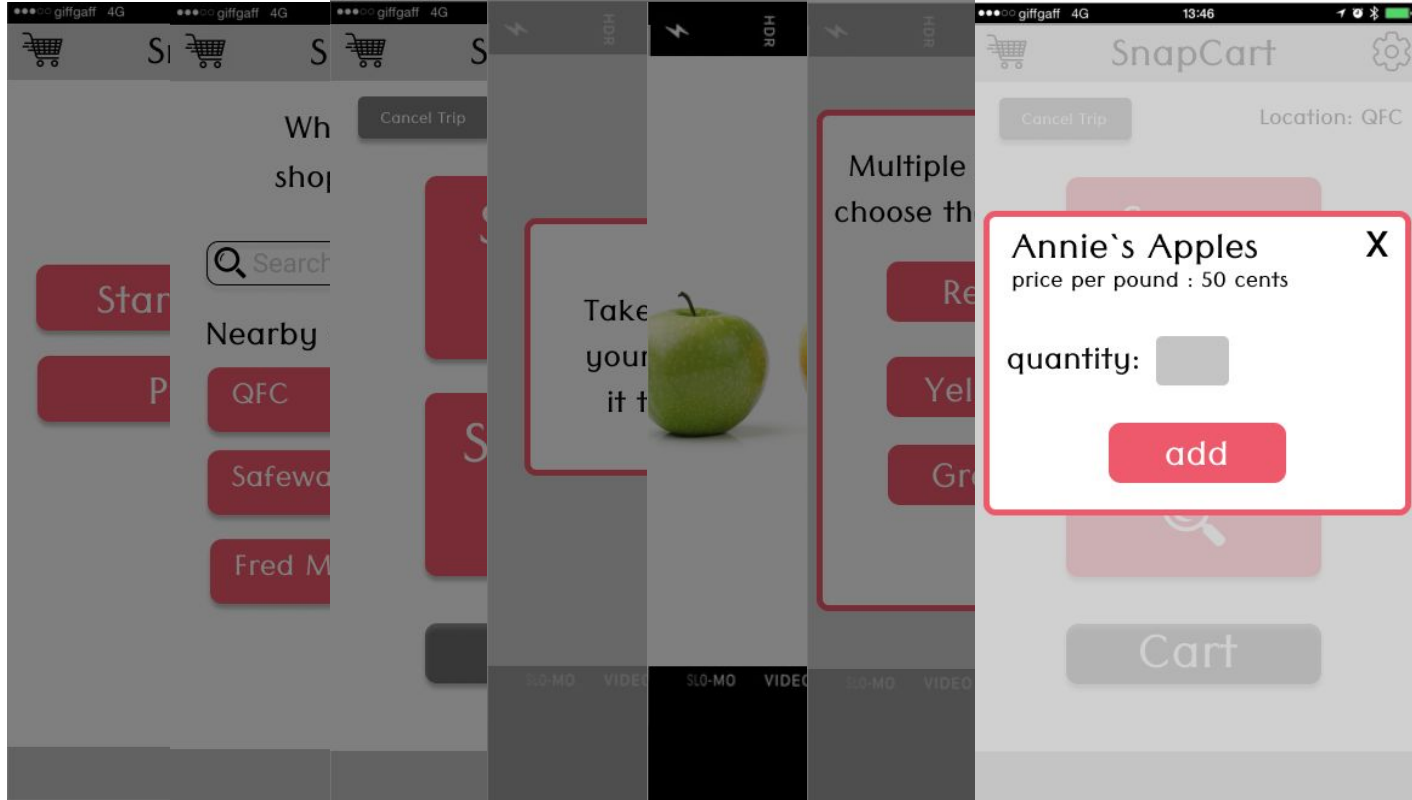 giffgaff 4G
S
Star
P
giffgaff 4G
S
Wh
shop
Search
Nearby
QFC
Safewa
Fred M
giffgaff 4G
S
Cancel Trip
S
S
HDR
Take
your
it t
SLO-MO VIDEO
HDR
SLO-MO VIDEO
HDR
Multiple
choose th
Re
Yel
Gre
SLO-MO VIDEO
giffgaff 4G 13:46
SnapCart
Cancel Trip Location: QFC
Annie`s Apples X
price per pound : 50 cents
quantity:
add
Cart